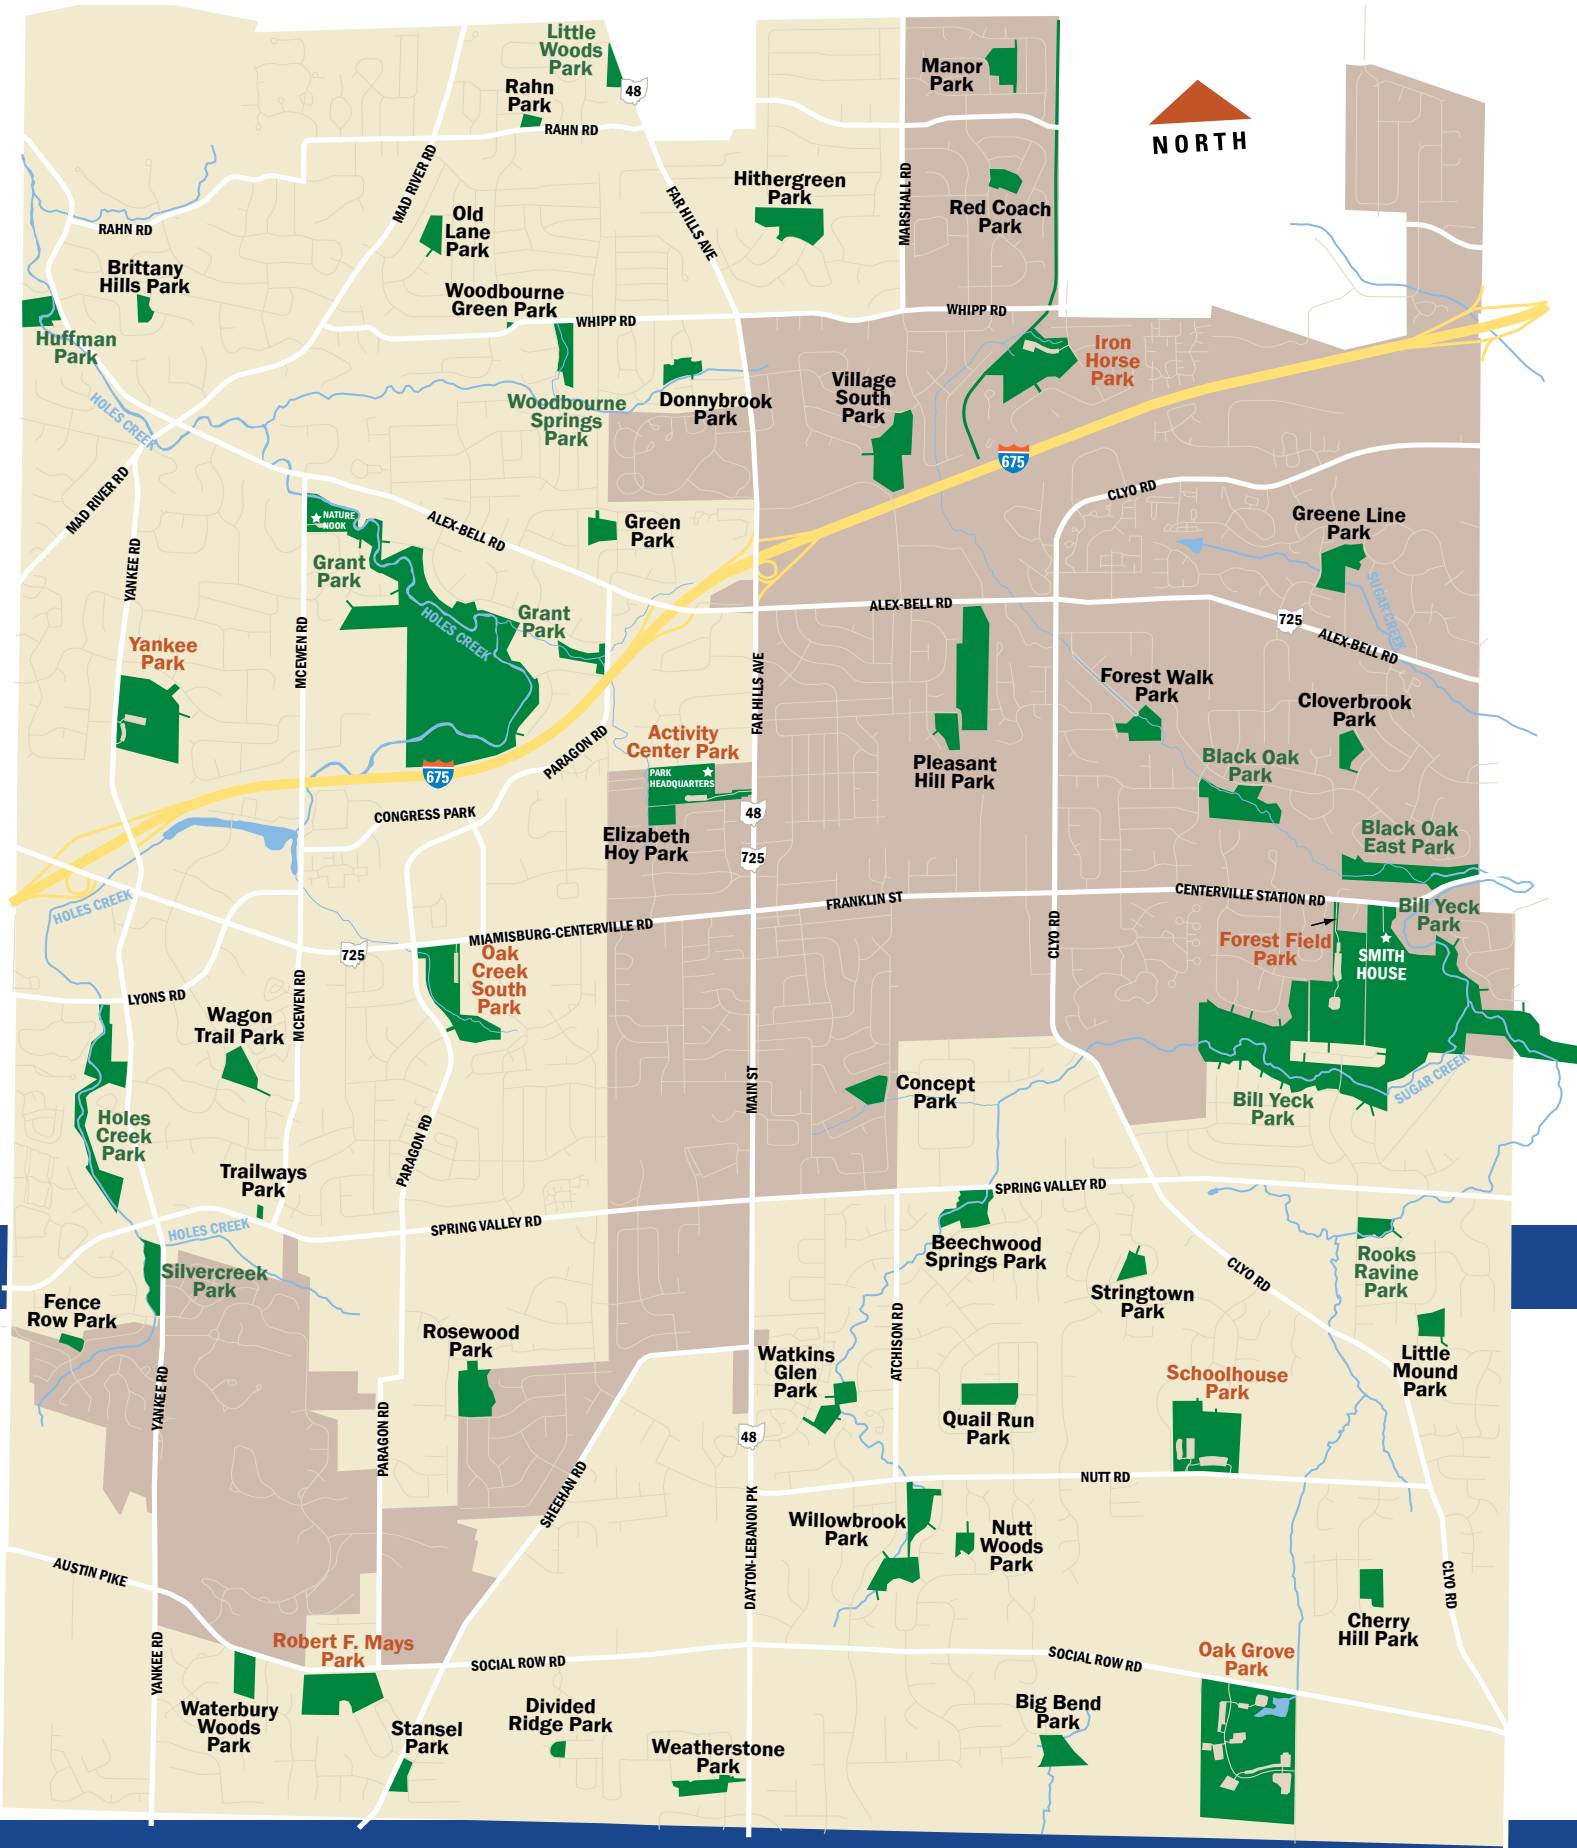 Little
Woods
Park
48
Rahn
Park
RAHN RD
Manor
Park
NORTH
MAD RIVER RD
FAR HILLS AVE
Hithergreen
Park
MARSHALL RD
Red Coach
Park
RAHN RD
Old
Lane
Park
Brittany
Hills Park
Woodbourne
Green Park
WHIPP RD
WHIPP RD
Huffman
Park
Iron
Horse
Park
HOLES CREEK
Woodbourne
Springs
Park
Donnybrook
Park
Village
South
Park
675
MAD RIVER RD
CLYO RD
NATURE
NOOK
ALEX-BELL RD
Green
Park
Greene Line
Park
YANKEE RD
Grant
Park
SUGAR CREEK
HOLES CREEK
Grant
Park
ALEX-BELL RD
725
ALEX-BELL RD
Yankee
Park
MCEWEN RD
FAR HILLS AVE
Forest Walk
Park
Cloverbrook
Park
Activity
Center Park
PARAGON RD
PARK
HEADQUARTERS
Pleasant
Hill Park
Black Oak
Park
675
CONGRESS PARK
48
Elizabeth
Hoy Park
725
Black Oak
East Park
HOLES CREEK
FRANKLIN ST
CENTERVILLE STATION RD
Bill Yeck
Park
MIAMISBURG-CENTERVILLE RD
725
CLYO RD
Forest Field
Park
SMITH
HOUSE
Oak
Creek
South
Park
LYONS RD
MCEWEN RD
Wagon
Trail Park
MAIN ST
Concept
Park
SUGAR CREEK
Bill Yeck
Park
Holes
Creek
Park
PARAGON RD
Trailways
Park
SPRING VALLEY RD
HOLES CREEK
SPRING VALLEY RD
Beechwood
Springs Park
Silvercreek
Park
Stringtown
Park
CLYO RD
Rooks
Ravine
Park
Fence
Row Park
Rosewood
Park
ATCHISON RD
Watkins
Glen
Park
Little
Mound
Park
Schoolhouse
Park
YANKEE RD
PARAGON RD
Quail Run
Park
48
NUTT RD
SHEEHAN RD
DAYTON-LEBANON PK
Willowbrook
Park
Nutt
Woods
Park
AUSTIN PIKE
CLYO RD
Cherry
Hill Park
YANKEE RD
Robert F. Mays
Park
SOCIAL ROW RD
SOCIAL ROW RD
Oak Grove
Park
Waterbury
Woods
Park
Stansel
Park
Divided
Ridge Park
Big Bend
Park
Weatherstone
Park